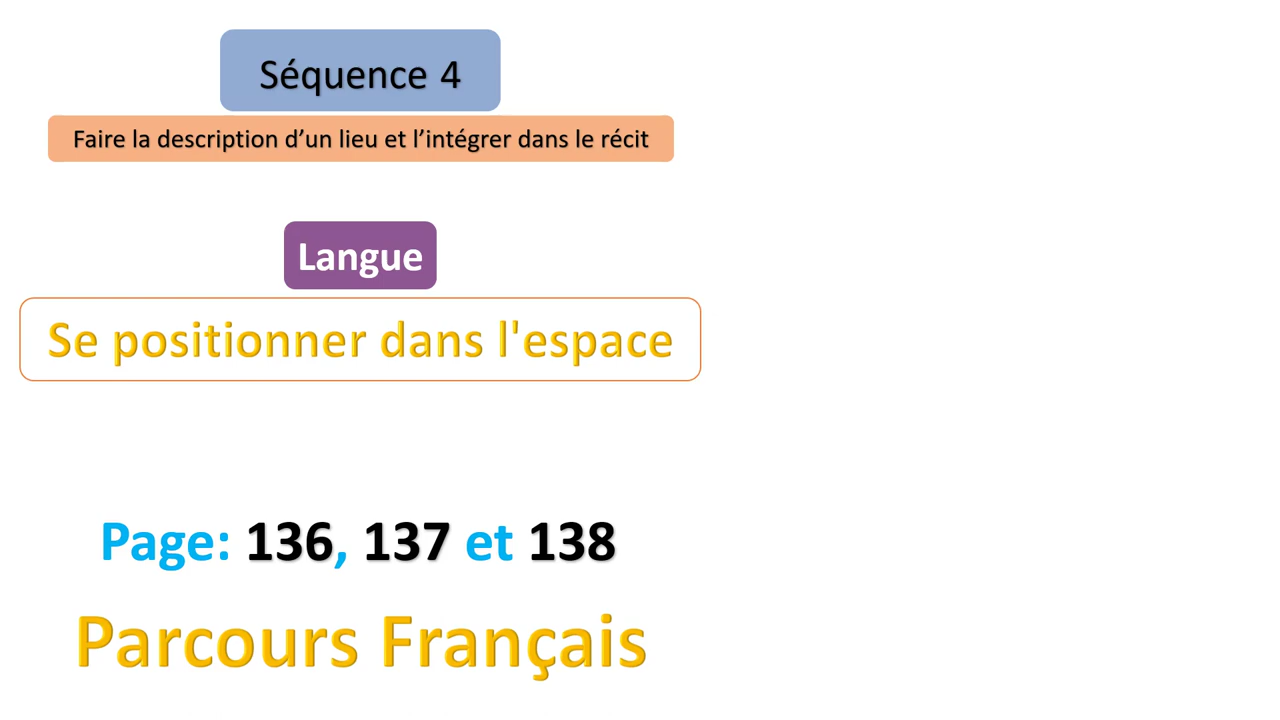 Séquence 4
Faire la description d’un lieu et l’intégrer dans le récit
Langue
Se positionner dans l'espace
Page: 136, 137 et 138
Parcours Français